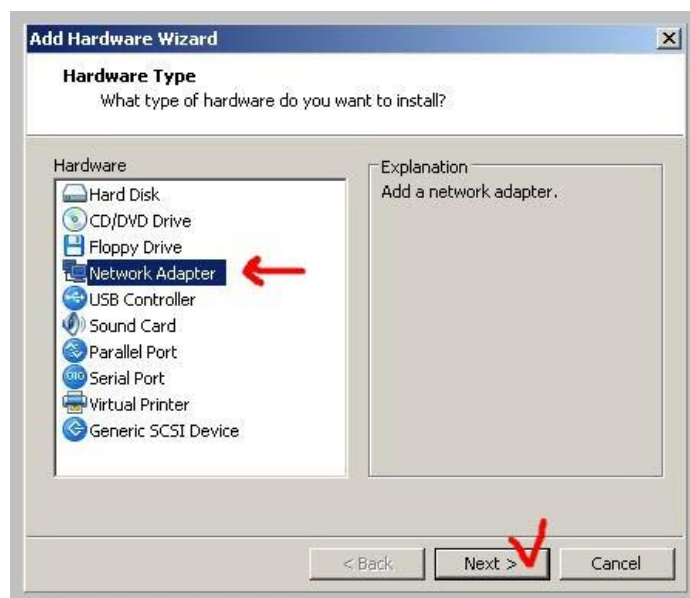 Add Hardware Wizard
Hardware Type
What type of hardware do you want to install?
Hardware
Hard Disk
CD/DVD Drive
Floppy Drive
Network Adapter
USB Controller
Sound Card
Parallel Port
Serial Port
Virtual Printer
Generic SCSI Device
Explanation
Add a network adapter.
< Back
Next >
Cancel